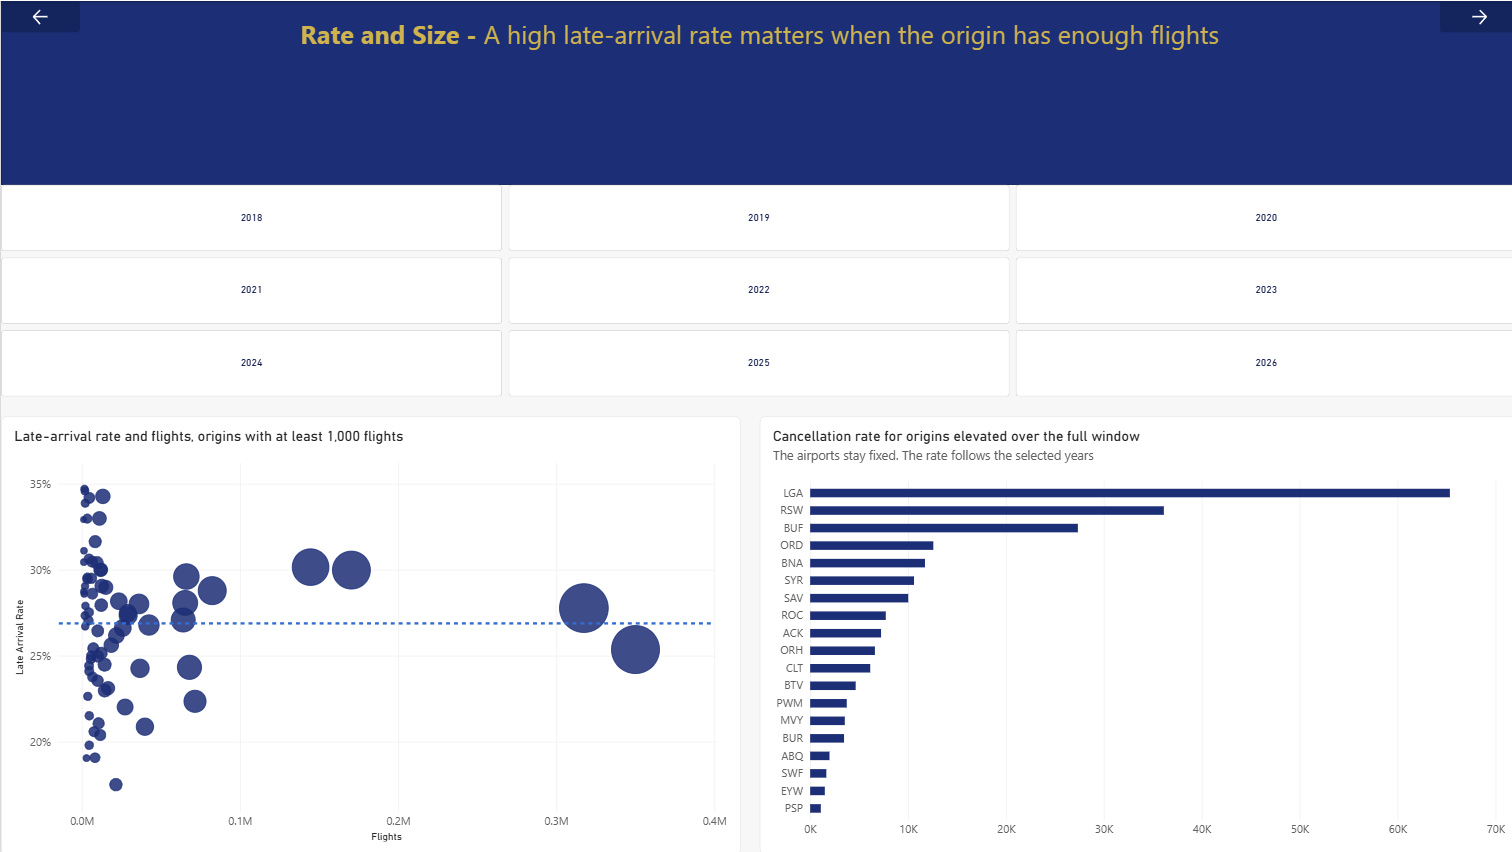 Rate and Size - A high late-arrival rate matters when the origin has enough flights
2018
2019
2020
2021
2022
2023
2024
2025
2026
Late-arrival rate and flights, origins with at least 1,000 flights
35%
30%
25%
20%
Late Arrival Rate
0.0M
0.1M
0.2M
0.3M
0.4M
Flights
Cancellation rate for origins elevated over the full window
The airports stay fixed. The rate follows the selected years
LGA
RSW
BUF
ORD
BNA
SYR
SAV
ROC
ACK
ORH
CLT
BTV
PWM
MVY
BUR
ABQ
SWF
EYW
PSP
0K
10K
20K
30K
40K
50K
60K
70K